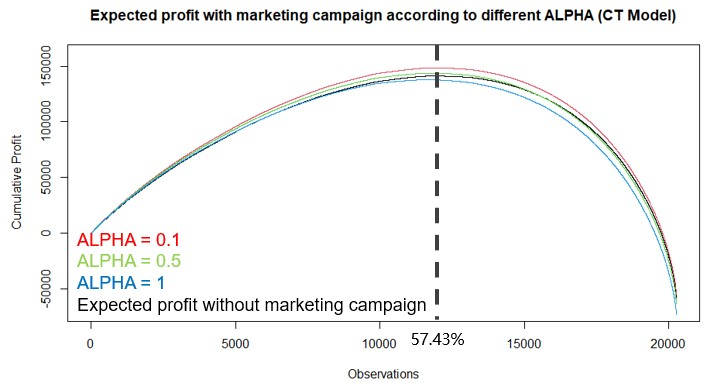 Expected profit with marketing campaign according to different ALPHA (CT Model)
Cumulative Profit
150000
100000
50000
0
-50000
ALPHA = 0.1
ALPHA = 0.5
ALPHA = 1
Expected profit without marketing campaign
0 5000 10000 15000 20000
57.43%
Observations